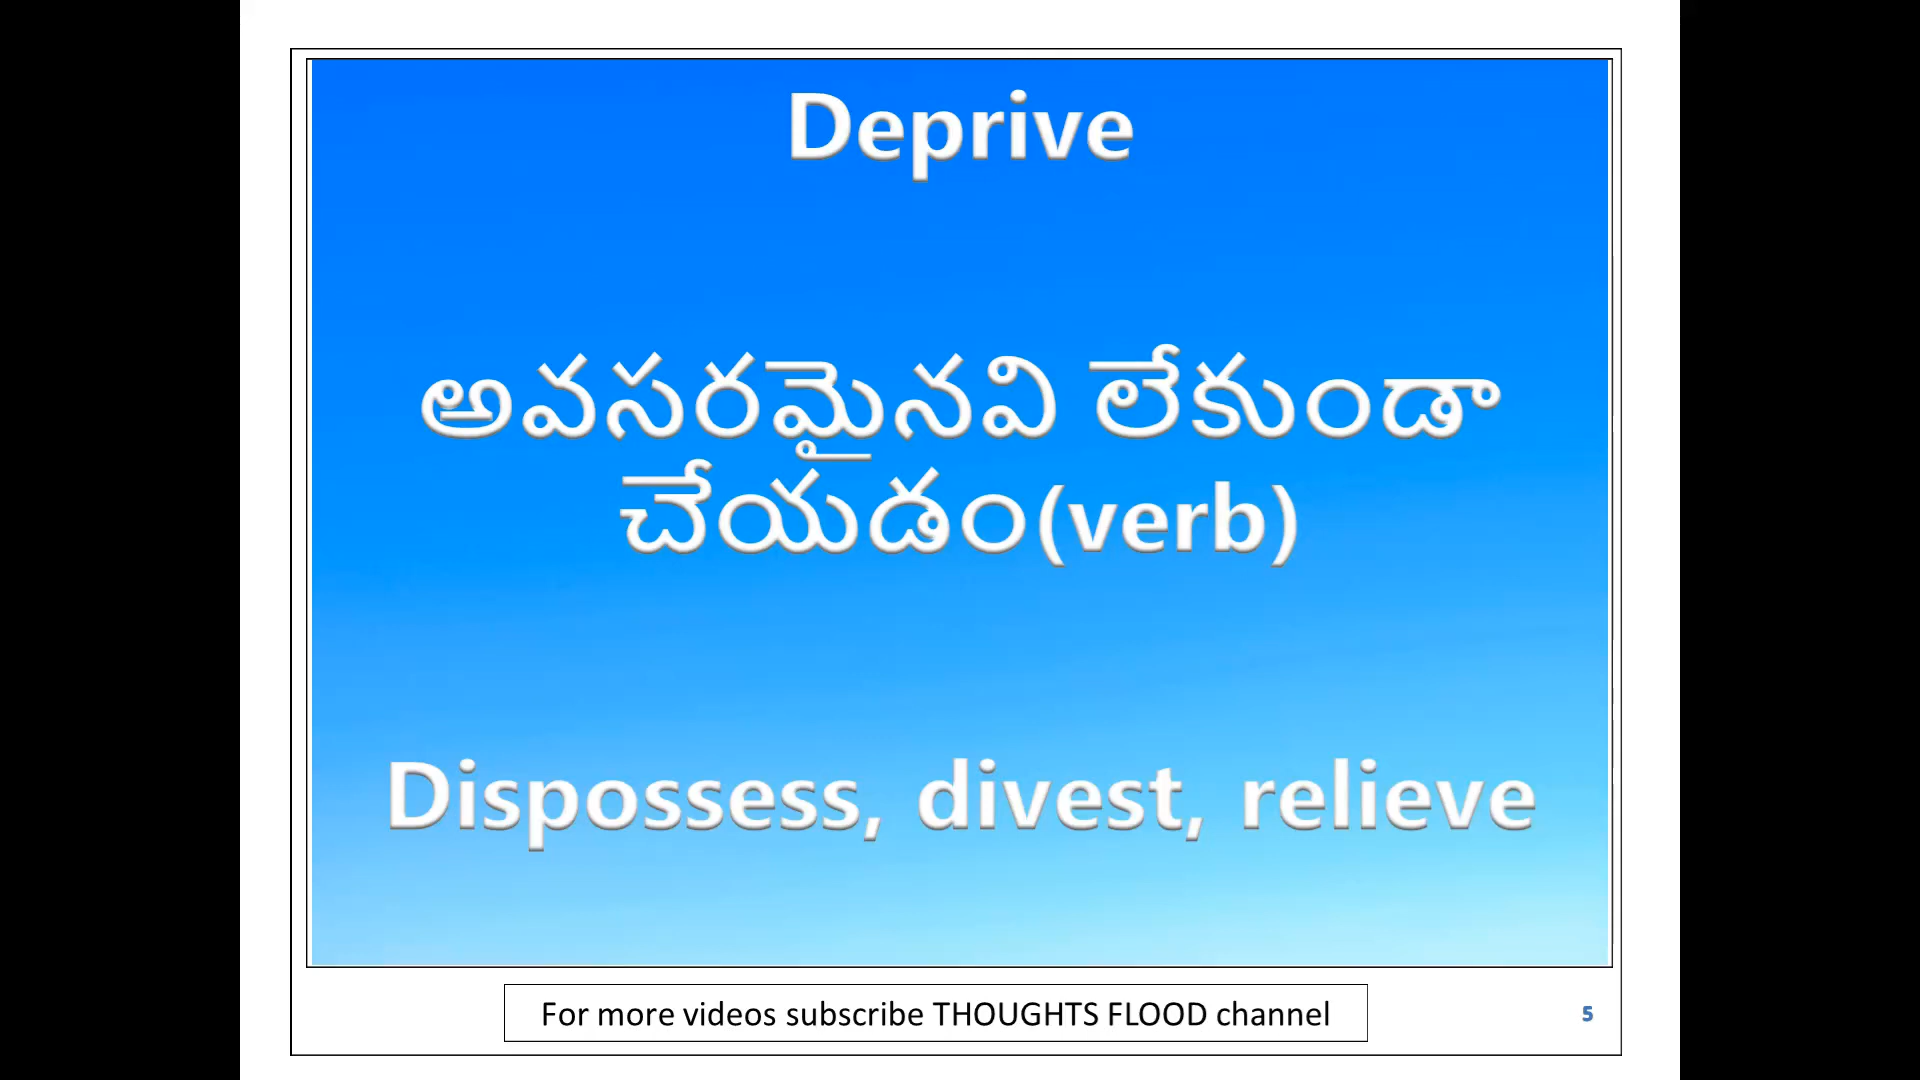 Deprive
అవసరమైనవి లేకుండా
చేయడం(verb)
Dispossess, divest, relieve
For more videos subscribe THOUGHTS FLOOD channel
5